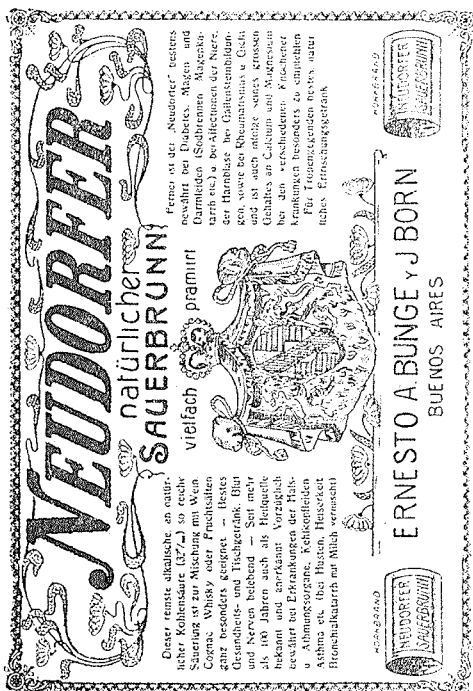 NEUDORFER
natürlicher
SAUERBRUNN
vielfach pramiirt
Dieser reinste alkalische an natür-
licher Kohlensäure so reiche
Säuerling ist zur Mischung mit Wein
Cognac Whisky oder Fruchtsäften
ganz besonders geeignet – Bestes
Gesundheits- und Tischgetränk. Blut
und Nerven belebend – Seit mehr
als 100 Jahren auch als Heilquelle
bekannt und anerkannt Vorzüglich
bewährt bei Erkrankungen der Hals-
u Athmungsorgane, Kehlkopfleiden
Asthma etc (bei Husten, Heiserkeit
Bronchialkatarrh mit Milch vermischt)
Ferner ist der „Neudorfer" bestens
bewährt bei Diabetes, Magen und
Darmleiden (Sodbrennen Magenka-
tarrh etc.) u bei Affectionen der Niere,
der Harnblase bei Gallensteinbildun-
gen, sowie bei Rheumatismus u Gicht
und ist auch infolge seines grossen
Gehaltes an Calcium und Magnesium
bei den verschiedenen Knochener
krankungen besonders zu empfehlen
Für Tropengegenden bestes natur
liches Erfrischungsgetränk
HORNBRAND
NEUDORFER
SAUERBRUNN
ERNESTO A BUNGE Y J BORN
BUENOS AIRES
HORNBRAND
NEUDORFER
SAUERBRUNN